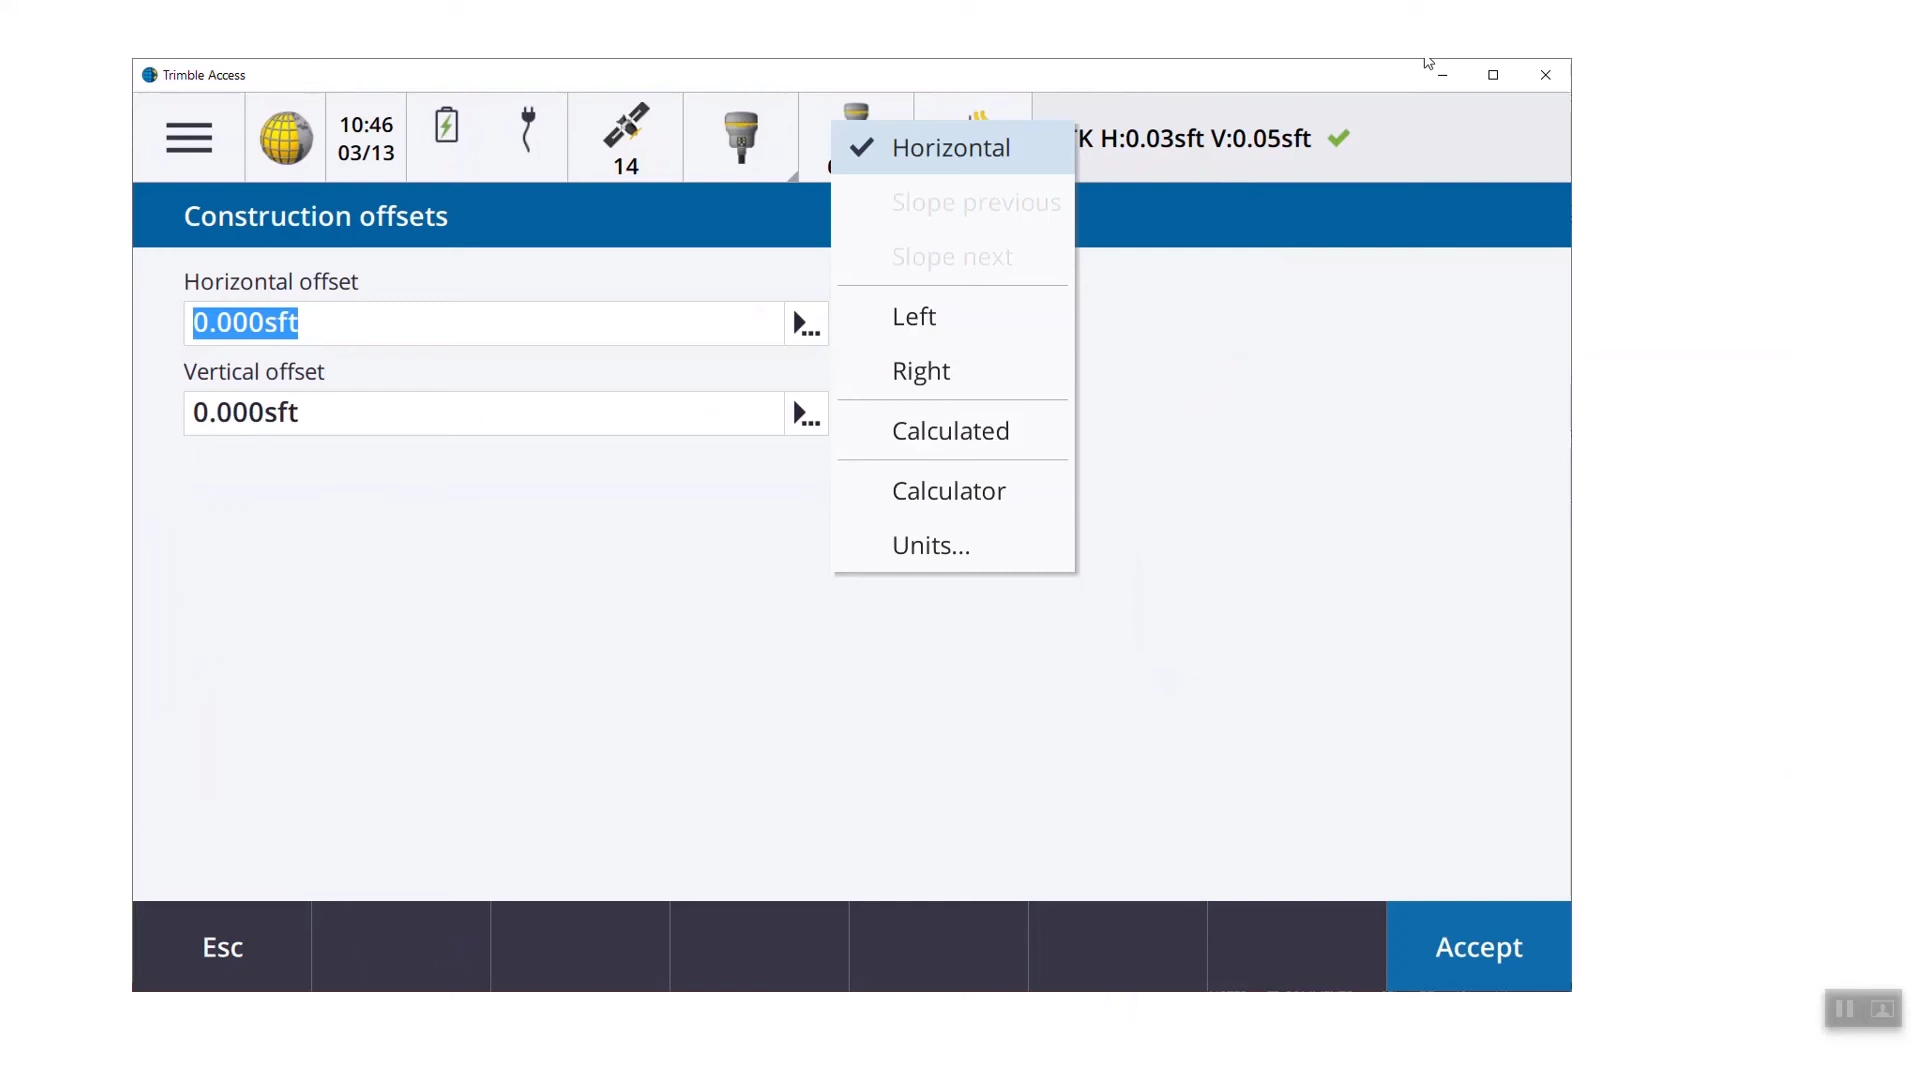 Trimble Access
10:46
03/13
14
K H:0.03sft V:0.05sft
Construction offsets
Horizontal offset
0.000sft
Vertical offset
0.000sft
Horizontal
Slope previous
Slope next
Left
Right
Calculated
Calculator
Units...
Esc
Accept